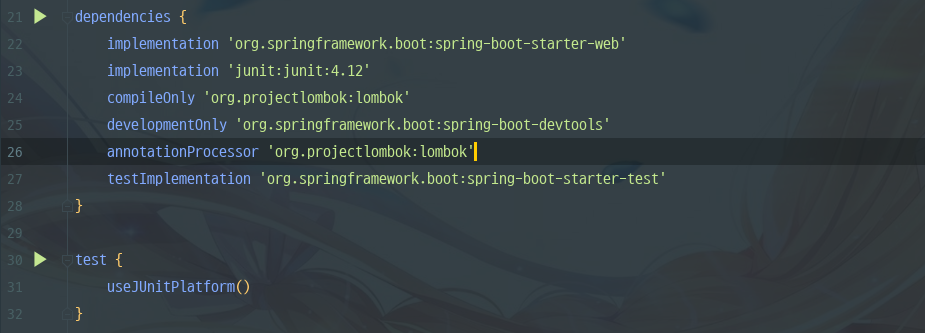 21 dependencies {
22 implementation 'org.springframework.boot:spring-boot-starter-web'
23 implementation 'junit:junit:4.12'
24 compileOnly 'org.projectlombok:lombok'
25 developmentOnly 'org.springframework.boot:spring-boot-devtools'
26 annotationProcessor 'org.projectlombok:lombok'
27 testImplementation 'org.springframework.boot:spring-boot-starter-test'
28 }
29
30 test {
31 useJUnitPlatform()
32 }